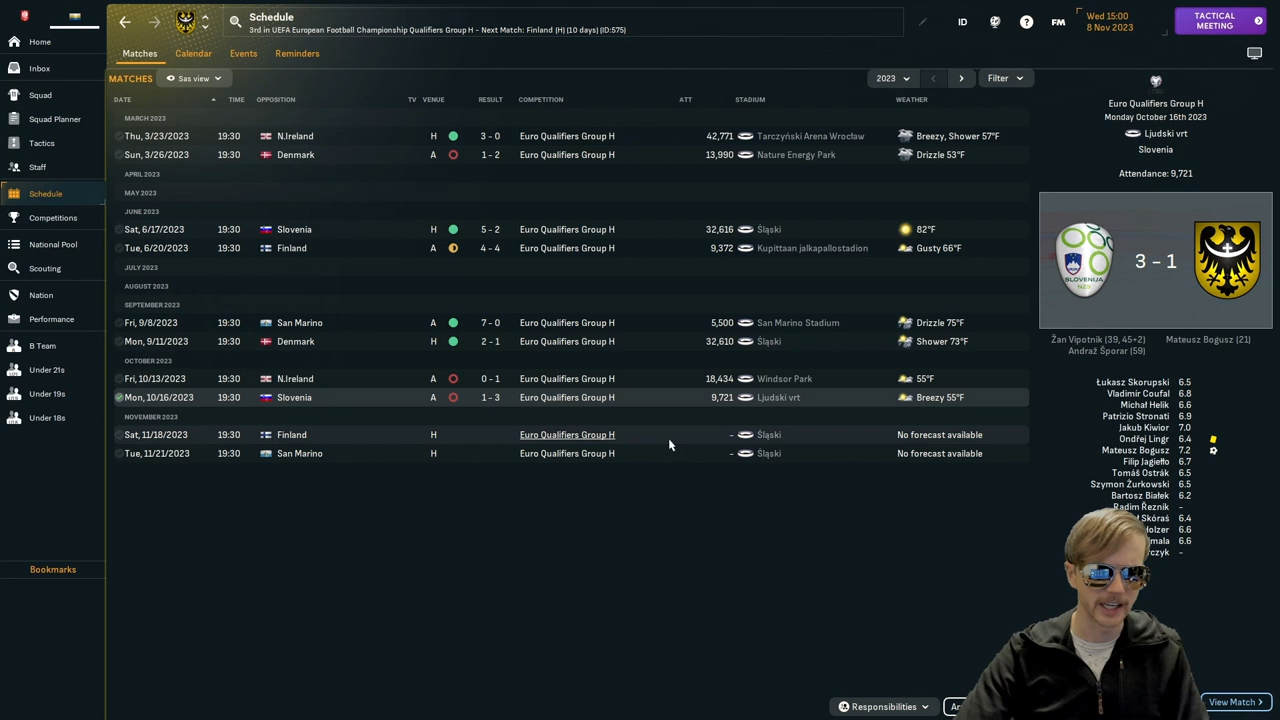 Schedule
3rd in UEFA European Football Championship Qualifiers Group H - Next Match: Finland (H) (10 days) (ID:575)
ID
FM
Wed 15:00
8 Nov 2023
TACTICAL MEETING
Home
Inbox
Squad
Squad Planner
Tactics
Staff
Schedule
Competitions
National Pool
Scouting
Nation
Performance
B Team
Under 21s
Under 19s
Under 18s
Bookmarks
Matches Calendar Events Reminders
MATCHES Sas view 2023 Filter
DATE TIME OPPOSITION TV VENUE RESULT COMPETITION ATT STADIUM WEATHER
MARCH 2023
Thu, 3/23/2023 19:30 N.Ireland H 3 - 0 Euro Qualifiers Group H 42,771 Tarczyński Arena Wrocław Breezy, Shower 57°F
Sun, 3/26/2023 19:30 Denmark A 1 - 2 Euro Qualifiers Group H 13,990 Nature Energy Park Drizzle 53°F
APRIL 2023
MAY 2023
JUNE 2023
Sat, 6/17/2023 19:30 Slovenia H 5 - 2 Euro Qualifiers Group H 32,616 Śląski 82°F
Tue, 6/20/2023 19:30 Finland A 4 - 4 Euro Qualifiers Group H 9,372 Kupittaan jalkapallostadion Gusty 66°F
JULY 2023
AUGUST 2023
SEPTEMBER 2023
Fri, 9/8/2023 19:30 San Marino A 7 - 0 Euro Qualifiers Group H 5,500 San Marino Stadium Drizzle 75°F
Mon, 9/11/2023 19:30 Denmark H 2 - 1 Euro Qualifiers Group H 32,610 Śląski Shower 73°F
OCTOBER 2023
Fri, 10/13/2023 19:30 N.Ireland A 0 - 1 Euro Qualifiers Group H 18,434 Windsor Park 55°F
Mon, 10/16/2023 19:30 Slovenia A 1 - 3 Euro Qualifiers Group H 9,721 Ljudski vrt Breezy 55°F
NOVEMBER 2023
Sat, 11/18/2023 19:30 Finland H Euro Qualifiers Group H - Śląski No forecast available
Tue, 11/21/2023 19:30 San Marino H Euro Qualifiers Group H - Śląski No forecast available
Euro Qualifiers Group H
Monday October 16th 2023
Ljudski vrt
Slovenia
Attendance: 9,721
SLOVENIJA
NZS
3 - 1
Žan Vipotnik (39, 45+2) Mateusz Bogusz (21)
Andraž Šporar (59)
Łukasz Skorupski 6.5
Vladimir Coufal 6.8
Michał Helik 6.6
Patrizio Stronati 6.9
Jakub Kiwior 7.0
Ondřej Lingr 6.4
Mateusz Bogusz 7.2
Filip Jagiełło 6.7
Tomáš Ostrák 6.5
Szymon Żurkowski 6.5
Bartosz Białek 6.2
Radim Řezník -
Skóraś 6.4
6.6
6.6
-
Responsibilities
View Match